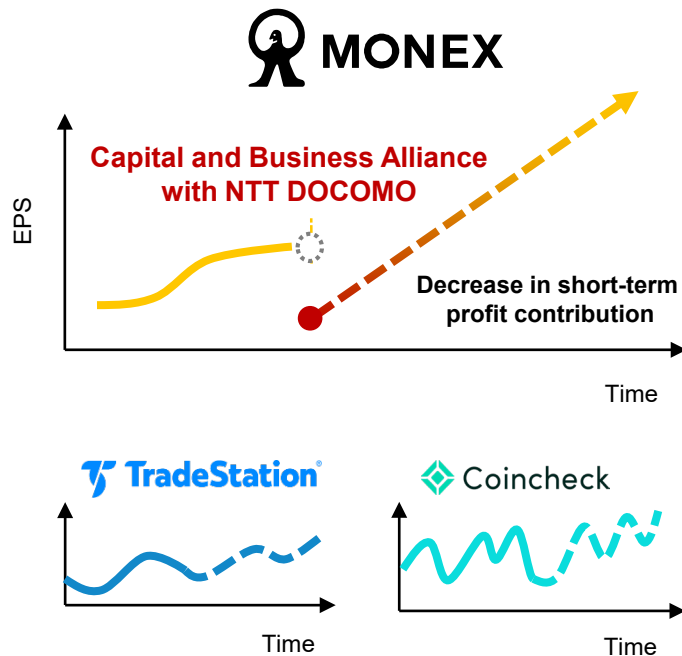 MONEX
Capital and Business Alliance
with NTT DOCOMO
EPS
Decrease in short-term
profit contribution
Time
TradeStation®
Coincheck
Time
Time